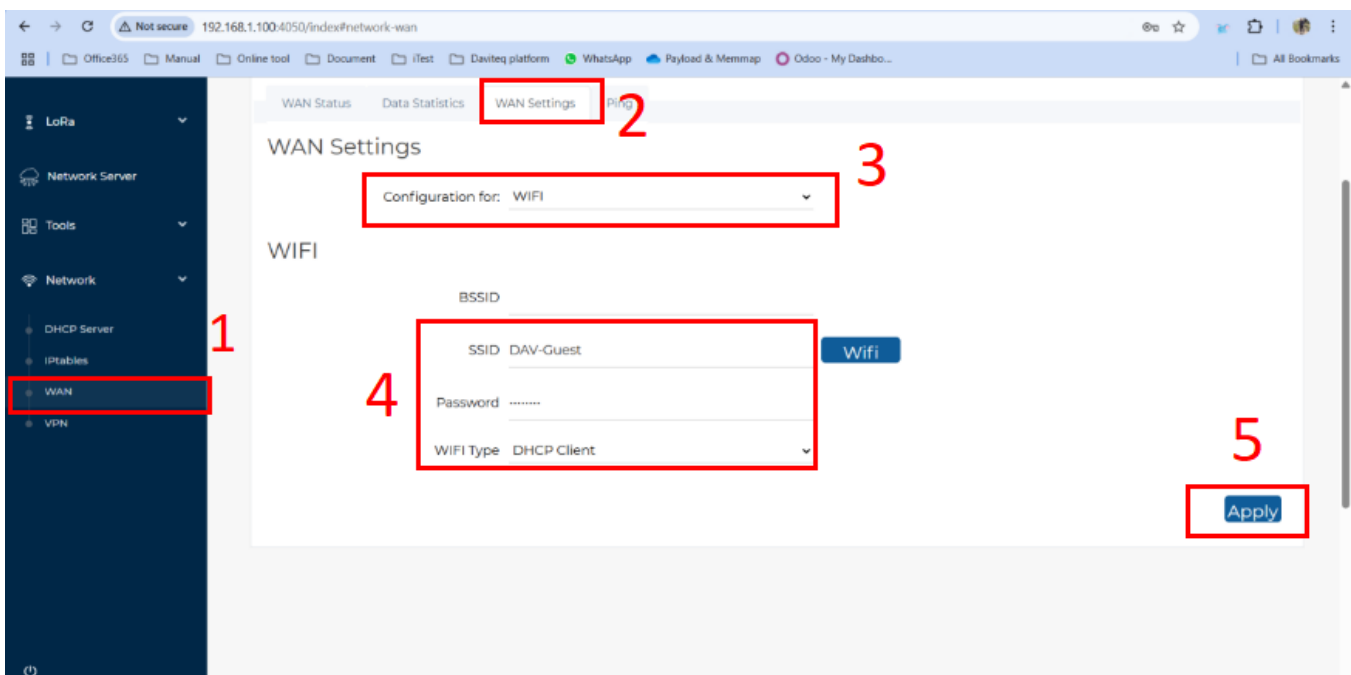 Not secure 192.168.1.100:4050/index#network-wan
Office365 Manual Online tool Document iTest Daviteq platform WhatsApp Payload & Memmap Odoo - My Dashbo... All Bookmarks
WAN Status Data Statistics WAN Settings Ping
2
LoRa
WAN Settings
3
Network Server
Configuration for: WIFI
Tools
WIFI
Network
BSSID
DHCP Server
1
SSID DAV-Guest Wifi
IPtables
WAN
4
Password ········
VPN
WIFI Type DHCP Client
5
Apply